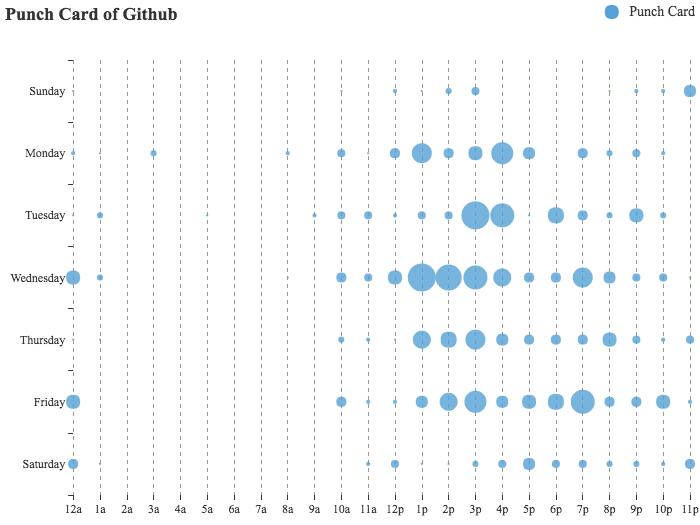 Punch Card of Github
Punch Card
Sunday
Monday
Tuesday
Wednesday
Thursday
Friday
Saturday
12a 1a 2a 3a 4a 5a 6a 7a 8a 9a 10a 11a 12p 1p 2p 3p 4p 5p 6p 7p 8p 9p 10p 11p